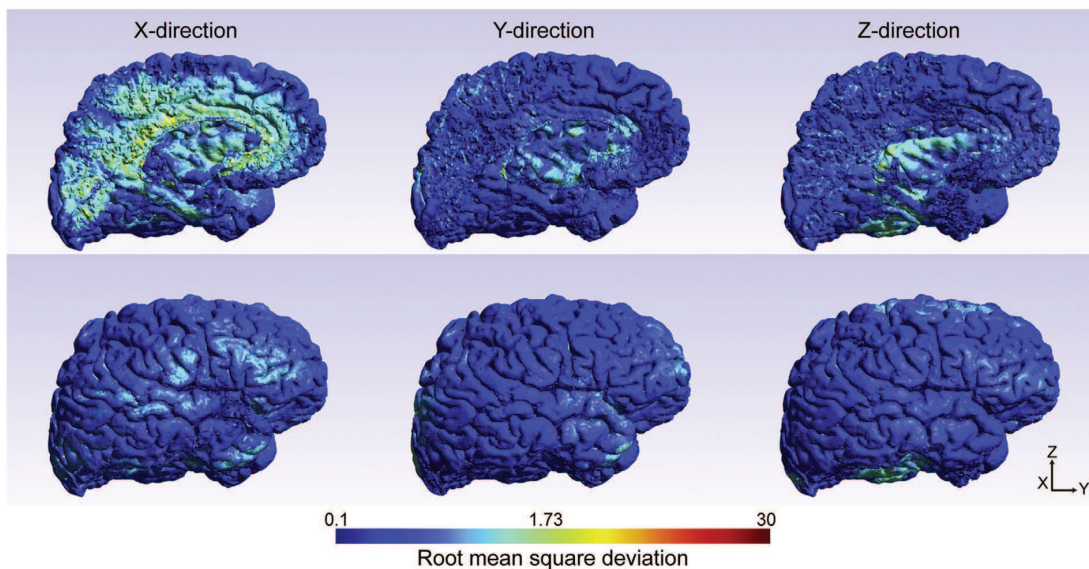 X-direction
Y-direction
Z-direction
Z
X
Y
0.1
1.73
30
Root mean square deviation